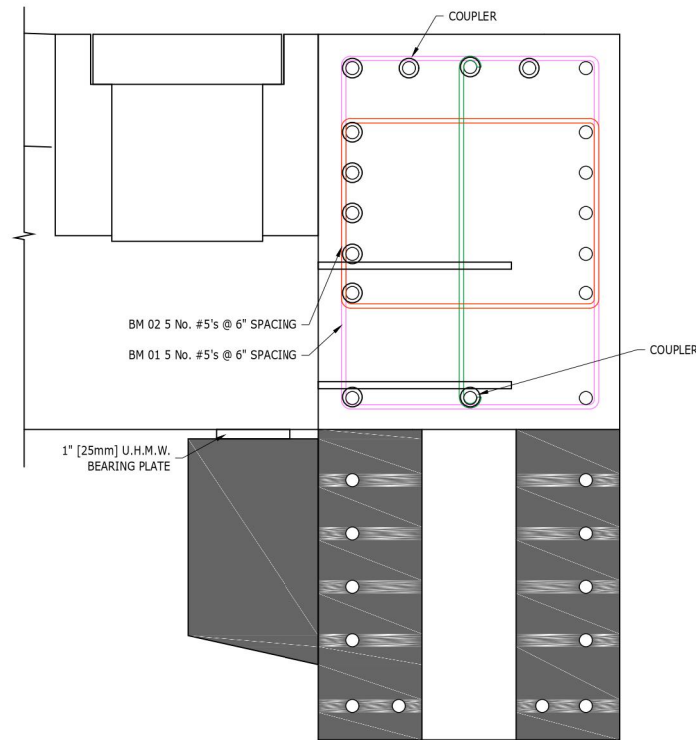 COUPLER
BM 02 5 No. #5's @ 6" SPACING
BM 01 5 No. #5's @ 6" SPACING
COUPLER
1" [25mm] U.H.M.W.
BEARING PLATE